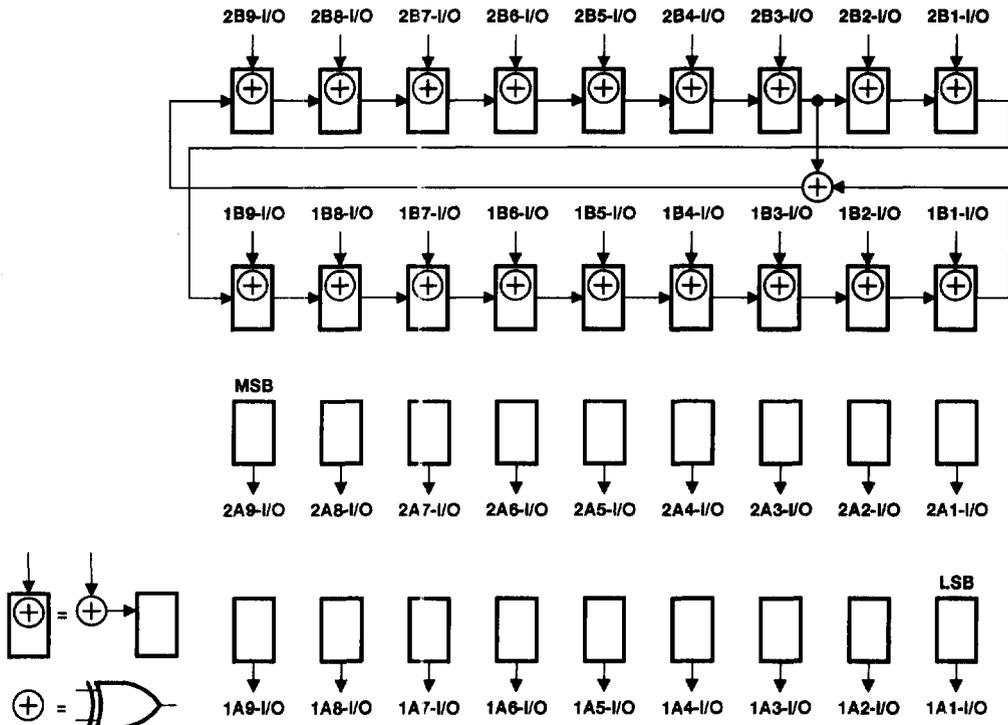 2B9-I/O 2B8-I/O 2B7-I/O 2B6-I/O 2B5-I/O 2B4-I/O 2B3-I/O 2B2-I/O 2B1-I/O
1B9-I/O 1B8-I/O 1B7-I/O 1B6-I/O 1B5-I/O 1B4-I/O 1B3-I/O 1B2-I/O 1B1-I/O
MSB
2A9-I/O 2A8-I/O 2A7-I/O 2A6-I/O 2A5-I/O 2A4-I/O 2A3-I/O 2A2-I/O 2A1-I/O
LSB
=
=
1A9-I/O 1A8-I/O 1A7-I/O 1A6-I/O 1A5-I/O 1A4-I/O 1A3-I/O 1A2-I/O 1A1-I/O